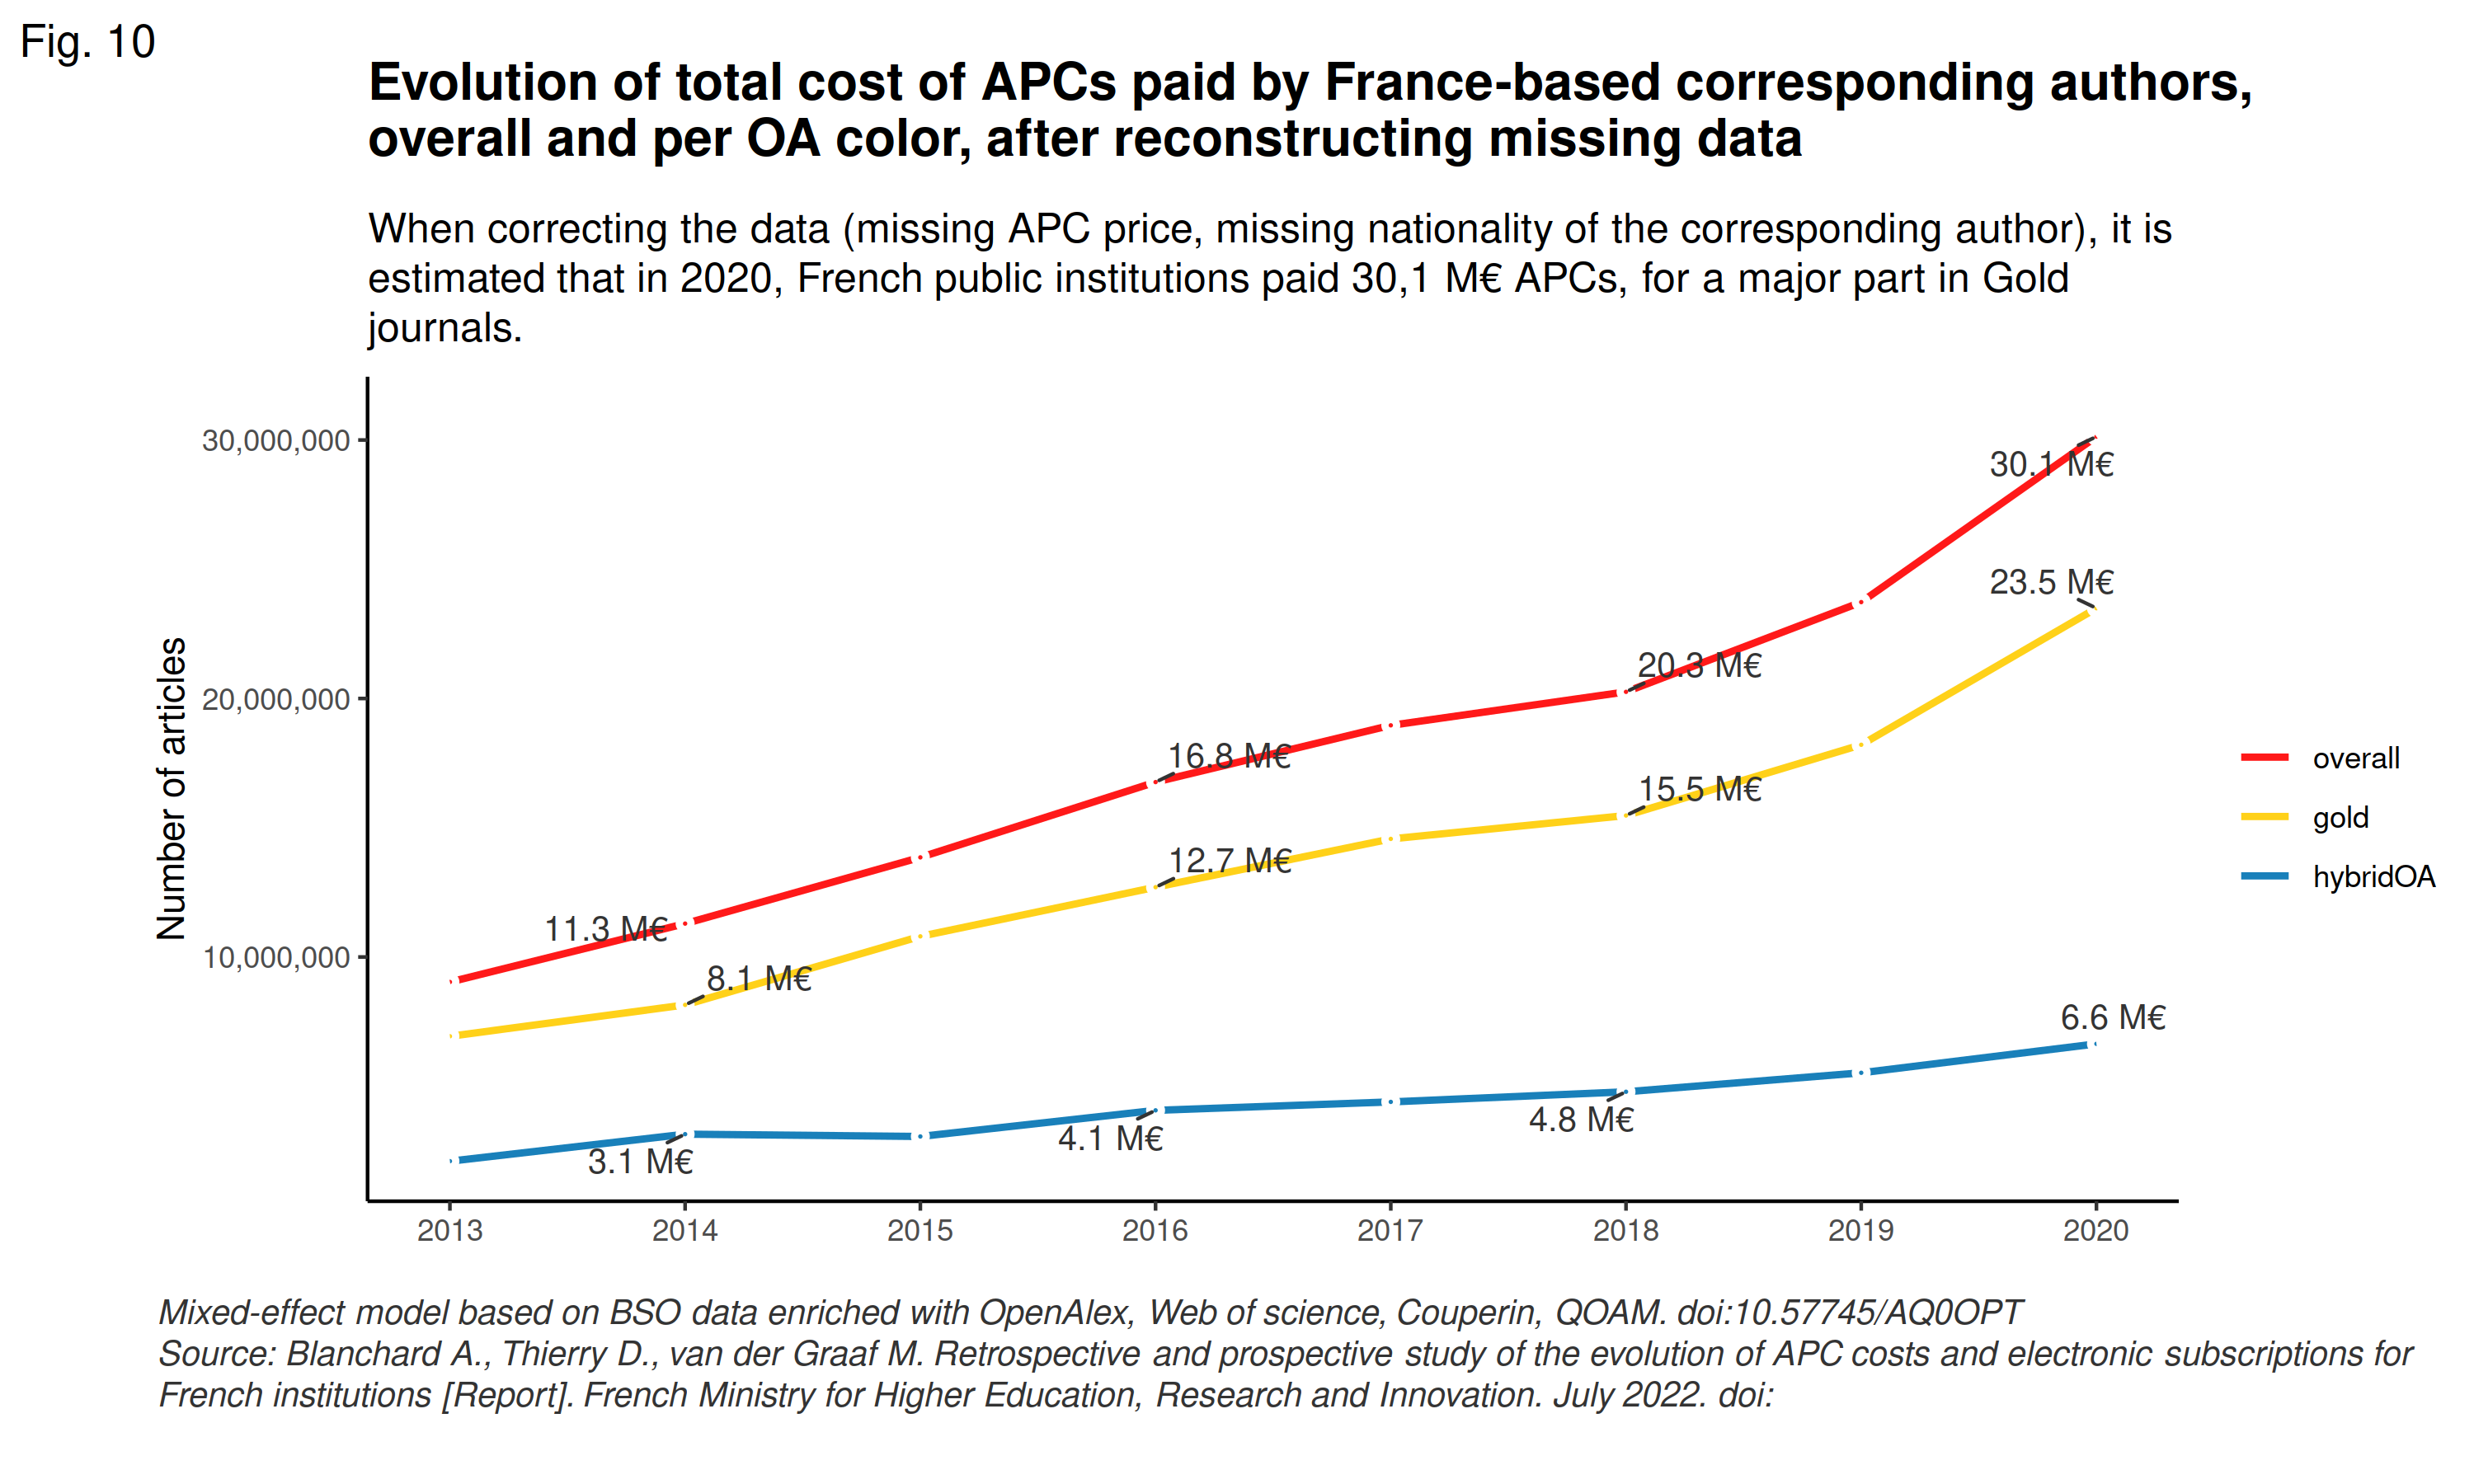 Fig. 10
Evolution of total cost of APCs paid by France-based corresponding authors,
overall and per OA color, after reconstructing missing data
When correcting the data (missing APC price, missing nationality of the corresponding author), it is
estimated that in 2020, French public institutions paid 30,1 M€ APCs, for a major part in Gold
journals.
Number of articles
30,000,000
20,000,000
10,000,000
30.1 M€
23.5 M€
20.3 M€
16.8 M€
15.5 M€
12.7 M€
11.3 M€
8.1 M€
6.6 M€
4.8 M€
4.1 M€
3.1 M€
overall
gold
hybridOA
2013 2014 2015 2016 2017 2018 2019 2020
Mixed-effect model based on BSO data enriched with OpenAlex, Web of science, Couperin, QOAM. doi:10.57745/AQ0OPT
Source: Blanchard A., Thierry D., van der Graaf M. Retrospective and prospective study of the evolution of APC costs and electronic subscriptions for
French institutions [Report]. French Ministry for Higher Education, Research and Innovation. July 2022. doi: